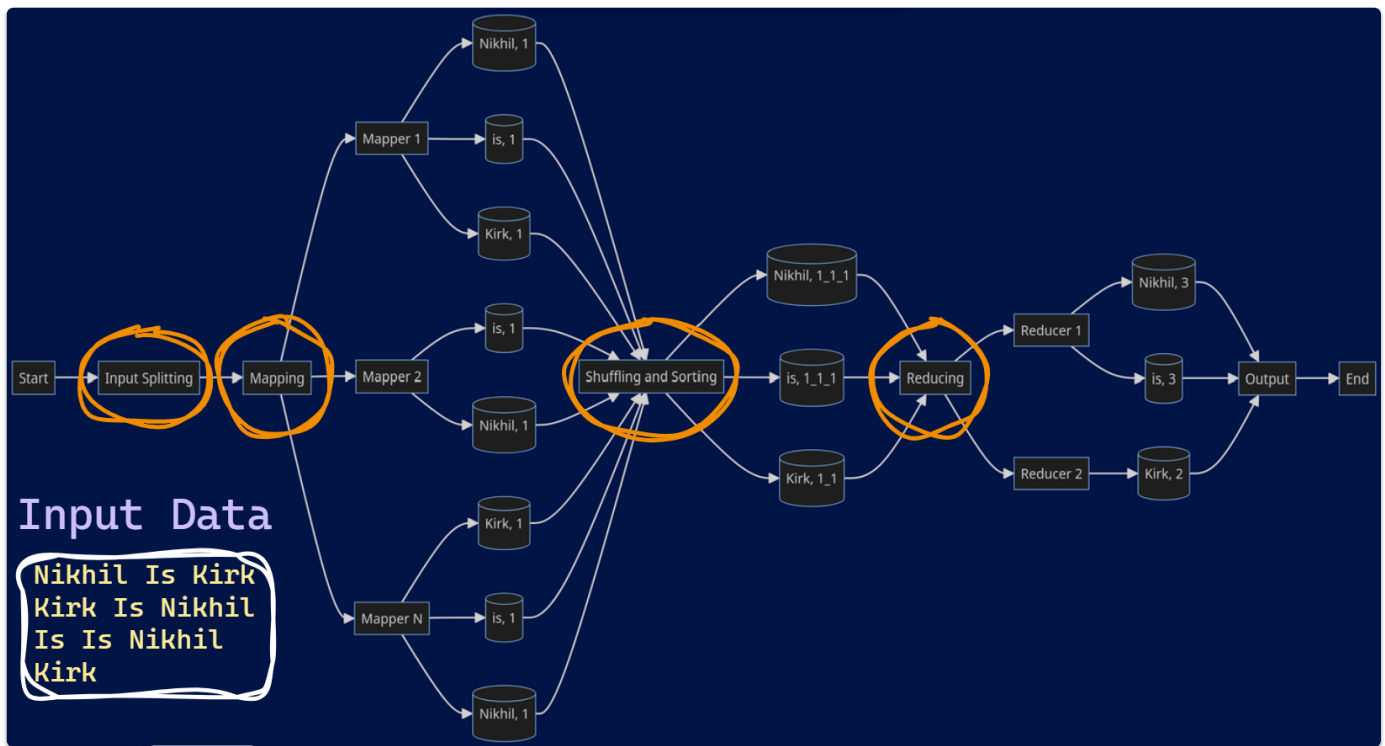 Start
Input Splitting
Mapping
Mapper 1
Nikhil, 1
is, 1
Kirk, 1
Mapper 2
is, 1
Nikhil, 1
Mapper N
Kirk, 1
is, 1
Nikhil, 1
Shuffling and Sorting
Nikhil, 1_1_1
is, 1_1_1
Kirk, 1_1
Reducing
Reducer 1
Nikhil, 3
is, 3
Reducer 2
Kirk, 2
Output
End
Input Data
Nikhil Is Kirk
Kirk Is Nikhil
Is Is Nikhil
Kirk